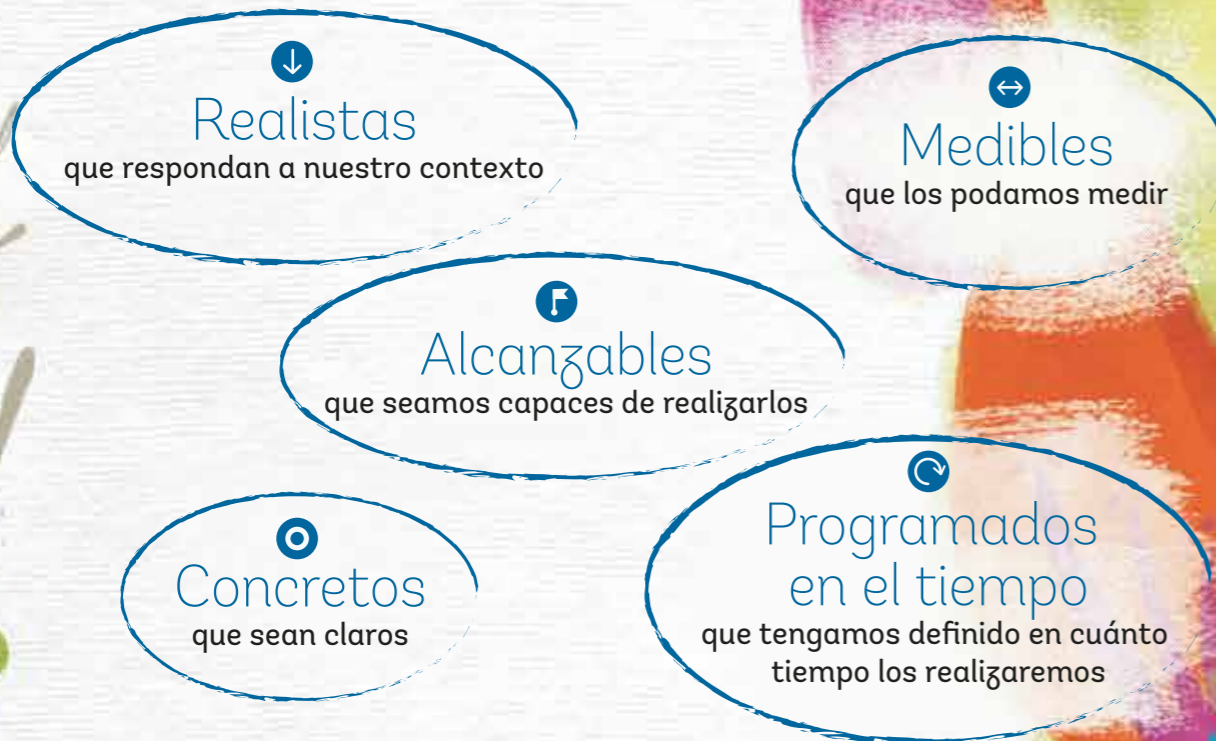 Realistas
que respondan a nuestro contexto
Medibles
que los podamos medir
Alcanzables
que seamos capaces de realizarlos
Concretos
que sean claros
Programados
en el tiempo
que tengamos definido en cuánto
tiempo los realizaremos